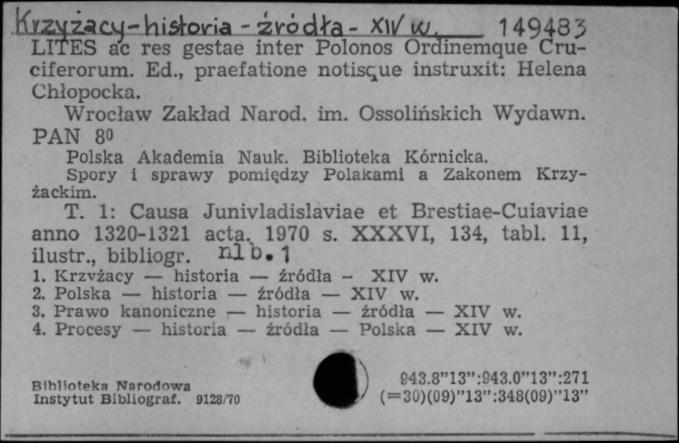 Krzyżacy-historia - źródła - XIV w. 149483
LITES ac res gestae inter Polonos Ordinemque Cru-
ciferorum. Ed., praefatione notisque instruxit: Helena
Chłopocka.
Wrocław Zakład Narod. im. Ossolińskich Wydawn.
PAN 8º
Polska Akademia Nauk. Biblioteka Kórnicka.
Spory i sprawy pomiędzy Polakami a Zakonem Krzy-
żackim.
T. 1: Causa Junivladislaviae et Brestiae-Cuiaviae
anno 1320-1321 acta. 1970 s. XXXVI, 134, tabl. 11,
ilustr., bibliogr. nlb. 1
1. Krzyżacy — historia — źródła - XIV w.
2. Polska — historia — źródła — XIV w.
3. Prawo kanoniczne — historia — źródła — XIV w.
4. Procesy — historia — źródła — Polska — XIV w.
943.8"13":943.0"13":271
Biblioteka Narodowa
Instytut Bibliograf. 9128/70 (=30)(09)"13":348(09)"13"